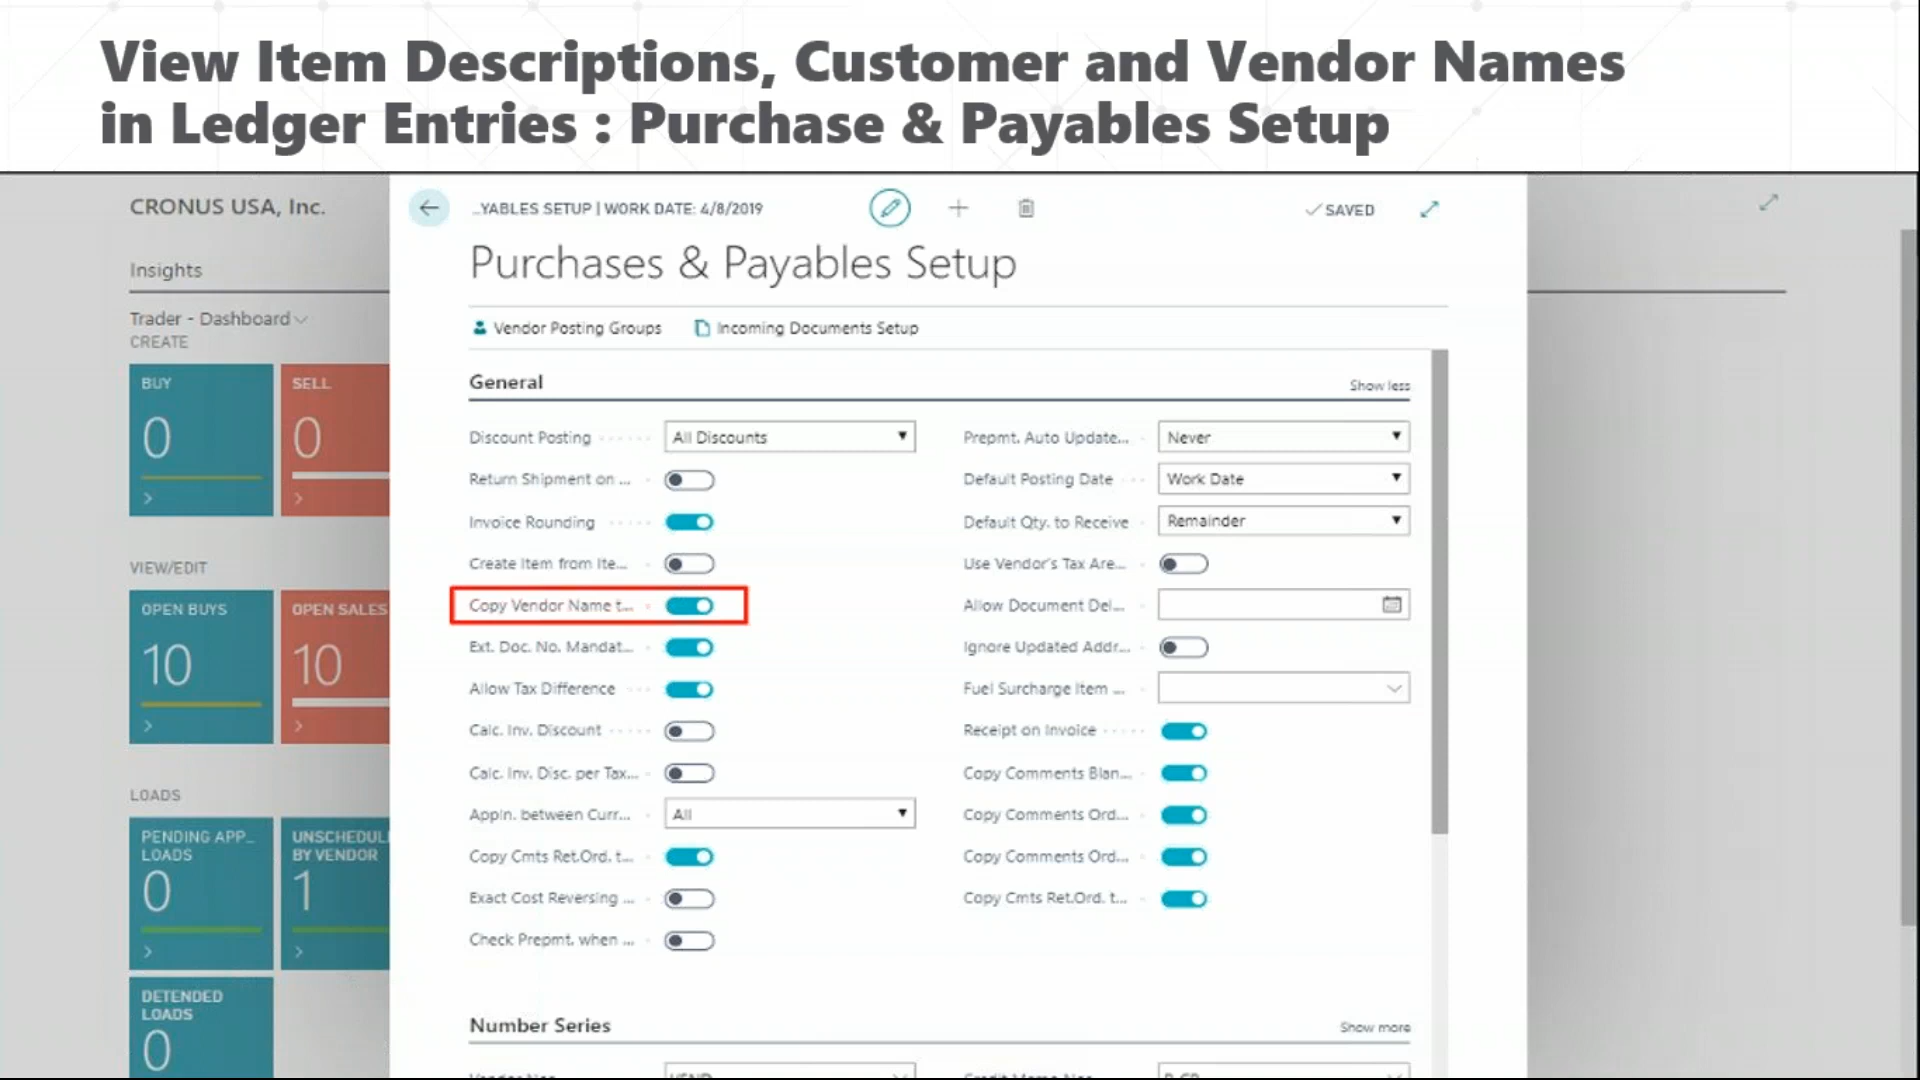 View Item Descriptions, Customer and Vendor Names
in Ledger Entries : Purchase & Payables Setup
CRONUS USA, Inc.
Insights
Trader - Dashboard
CREATE
BUY
0
SELL
0
VIEW/EDIT
OPEN BUYS
10
OPEN SALES
10
LOADS
PENDING APP...
LOADS
0
UNSCHEDUL
BY VENDOR
1
DETENDED
LOADS
0
...YABLES SETUP | WORK DATE: 4/8/2019
SAVED
Purchases & Payables Setup
Vendor Posting Groups
Incoming Documents Setup
General
Show less
Discount Posting
All Discounts
Return Shipment on ...
Invoice Rounding
Create Item from Ite...
Copy Vendor Name t...
Ext. Doc. No. Mandat...
Allow Tax Difference
Calc. Inv. Discount
Calc. Inv. Disc. per Tax...
Appln. between Curr...
All
Copy Cmts Ret.Ord. t...
Exact Cost Reversing ...
Check Prepmt. when ...
Prepmt. Auto Update...
Never
Default Posting Date
Work Date
Default Qty. to Receive
Remainder
Use Vendor's Tax Are...
Allow Document Del...
Ignore Updated Addr...
Fuel Surcharge Item ...
Receipt on Invoice
Copy Comments Blan...
Copy Comments Ord...
Copy Comments Ord...
Copy Cmts Ret.Ord. t...
Number Series
Show more